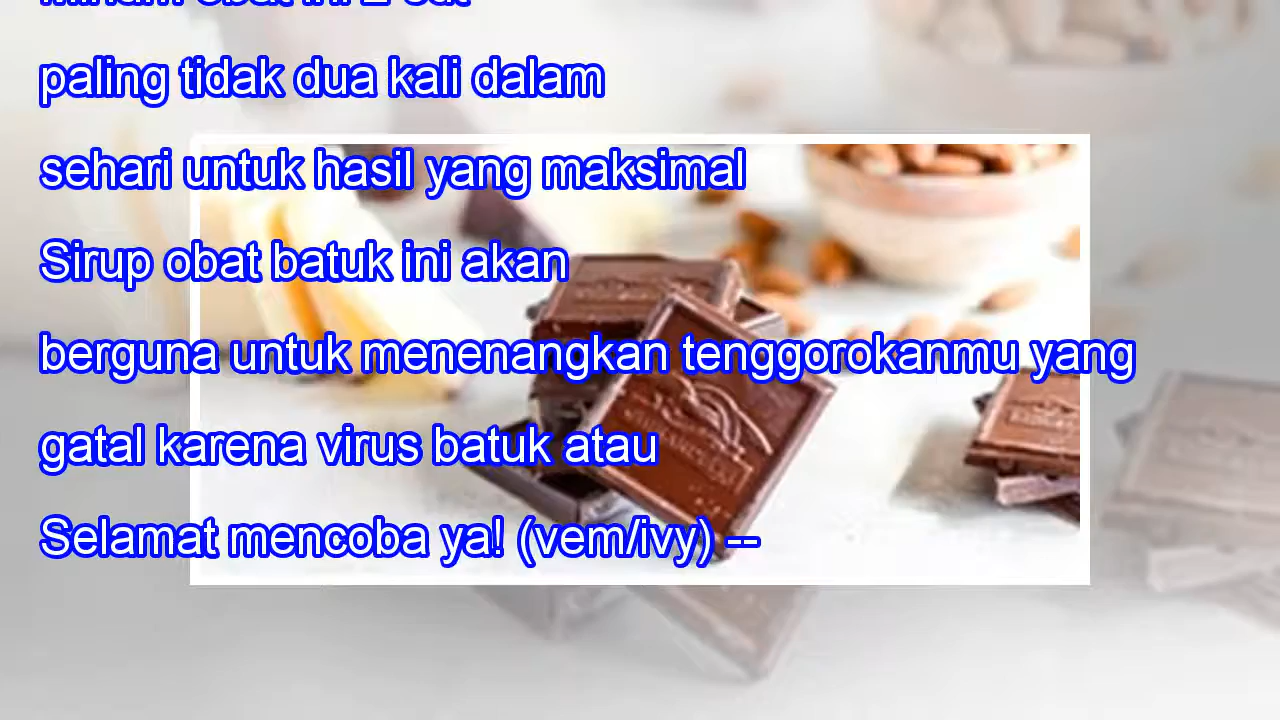 paling tidak dua kali dalam
sehari untuk hasil yang maksimal
Sirup obat batuk ini akan
berguna untuk menenangkan tenggorokanmu yang
gatal karena virus batuk atau
Selamat mencoba ya! (vem/ivy) --